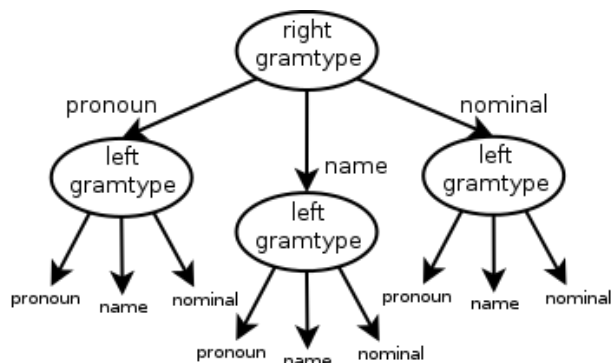 right
gramtype
pronoun
nominal
name
left
gramtype
left
gramtype
left
gramtype
pronoun
name
nominal
pronoun
name
nominal
pronoun
name
nominal